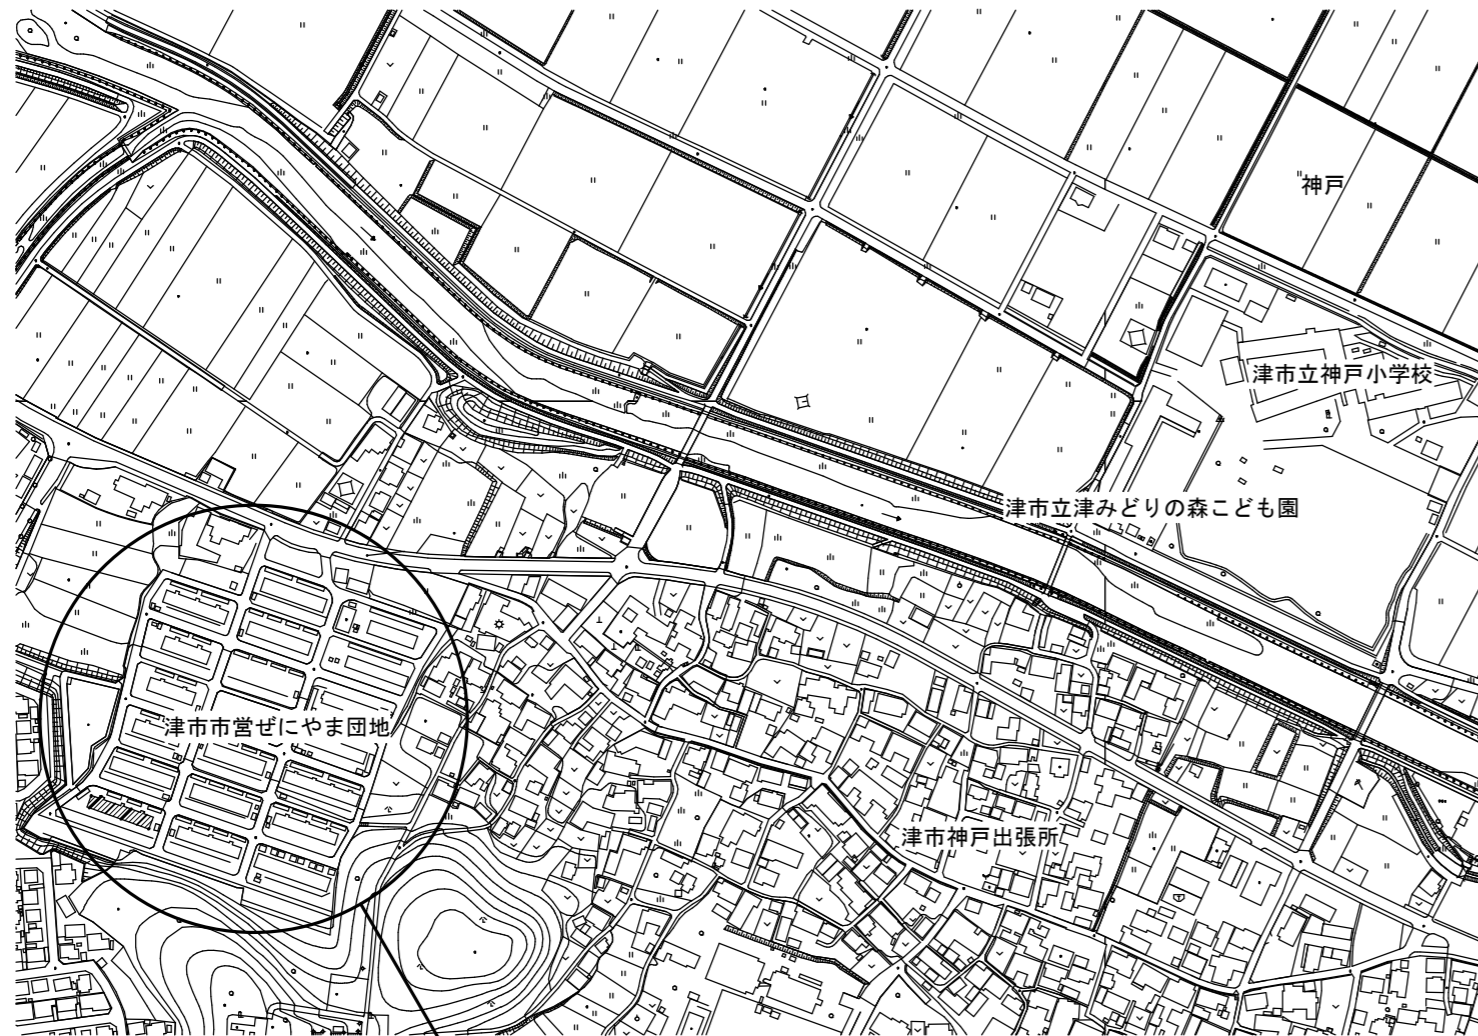 神戸
津市立神戸小学校
津市立津みどりの森こども園
津市市営ぜにやま団地
津市神戸出張所